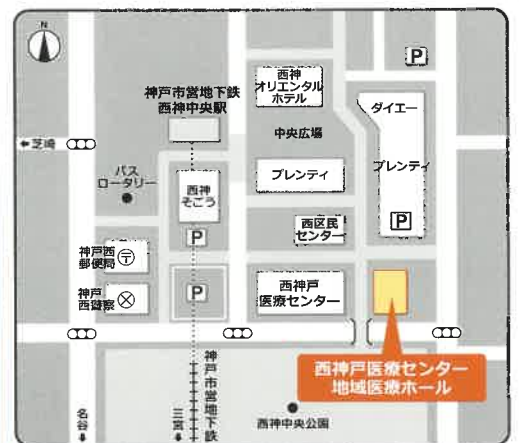 N
P
西神
オリエンタル
ホテル
神戸市営地下鉄
西神中央駅
ダイエー
中央広場
←芝崎
バス
ロータリー
西神
そごう
プレンティ
プレンティ
P
西区民
センター
P
神戸西
郵便局
〒
神戸
西警察
P
西神戸
医療センター
西神戸医療センター
地域医療ホール
神戸市営地下鉄
名谷
三宮
西神中央公園